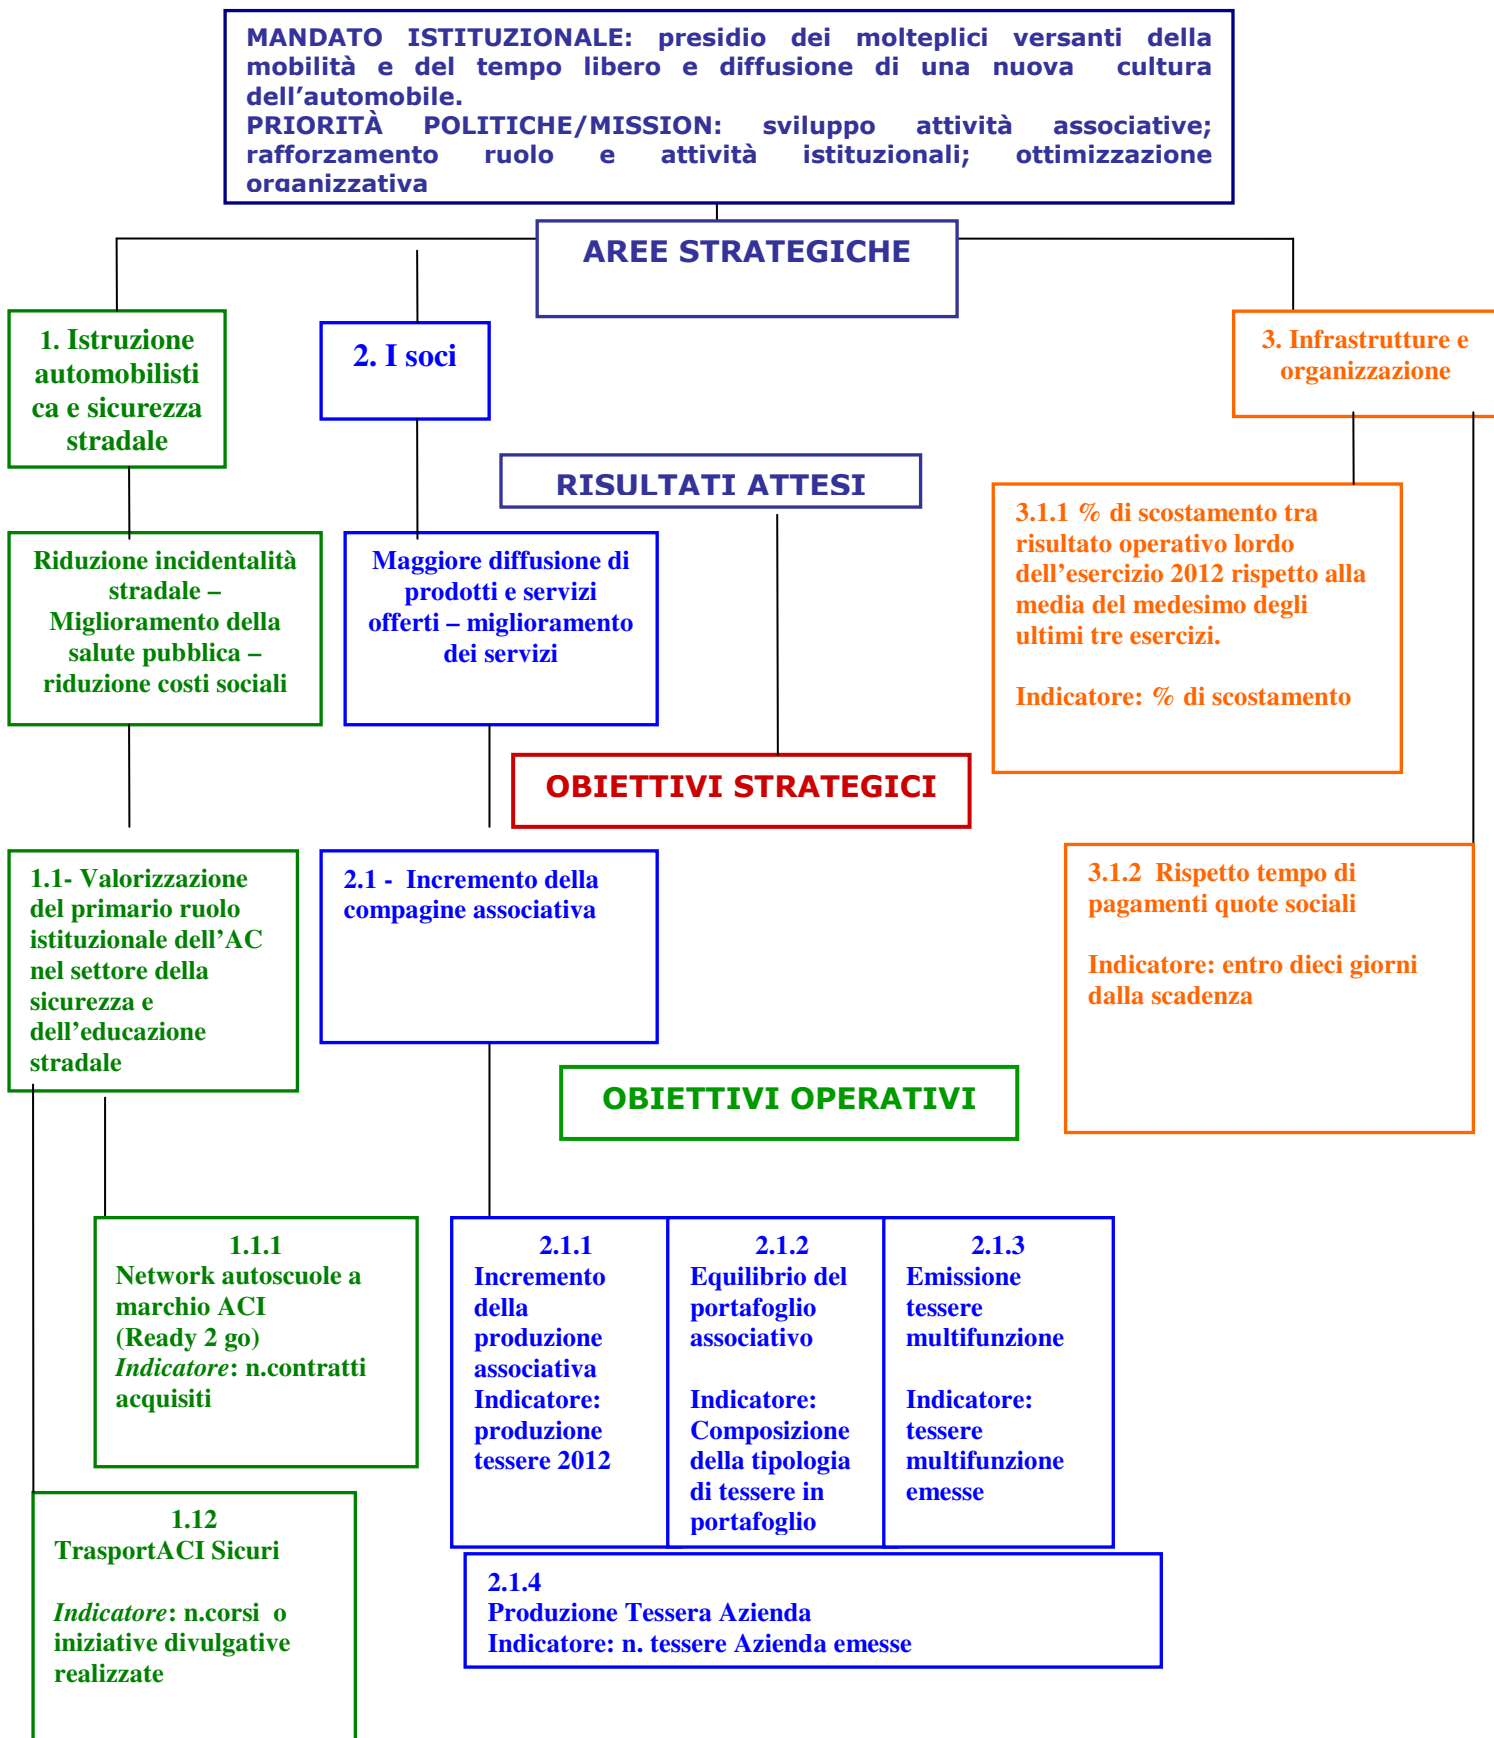 MANDATO ISTITUZIONALE: presidio dei molteplici versanti della
mobilità e del tempo libero e diffusione di una nuova cultura
dell’automobile.
PRIORITÀ POLITICHE/MISSION: sviluppo attività associative;
rafforzamento ruolo e attività istituzionali; ottimizzazione
organizzativa
AREE STRATEGICHE
1. Istruzione
automobilisti
ca e sicurezza
stradale
2. I soci
3. Infrastrutture e
organizzazione
RISULTATI ATTESI
Riduzione incidentalità
stradale –
Miglioramento della
salute pubblica –
riduzione costi sociali
Maggiore diffusione di
prodotti e servizi
offerti – miglioramento
dei servizi
3.1.1 % di scostamento tra
risultato operativo lordo
dell’esercizio 2012 rispetto alla
media del medesimo degli
ultimi tre esercizi.
Indicatore: % di scostamento
OBIETTIVI STRATEGICI
1.1- Valorizzazione
del primario ruolo
istituzionale dell’AC
nel settore della
sicurezza e
dell’educazione
stradale
2.1 - Incremento della
compagine associativa
3.1.2 Rispetto tempo di
pagamenti quote sociali
Indicatore: entro dieci giorni
dalla scadenza
OBIETTIVI OPERATIVI
1.1.1
Network autoscuole a
marchio ACI
(Ready 2 go)
Indicatore: n.contratti
acquisiti
2.1.1
Incremento
della
produzione
associativa
Indicatore:
produzione
tessere 2012
2.1.2
Equilibrio del
portafoglio
associativo
Indicatore:
Composizione
della tipologia
di tessere in
portafoglio
2.1.3
Emissione
tessere
multifunzione
Indicatore:
tessere
multifunzione
emesse
1.12
TrasportACI Sicuri
Indicatore: n.corsi o
iniziative divulgative
realizzate
2.1.4
Produzione Tessera Azienda
Indicatore: n. tessere Azienda emesse